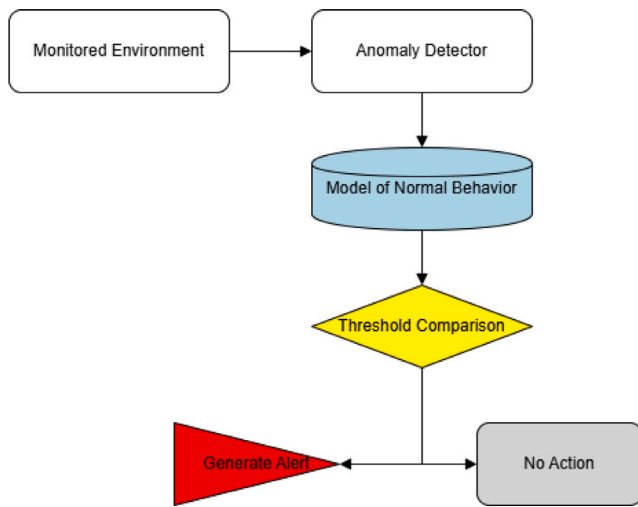 Monitored Environment
Anomaly Detector
Model of Normal Behavior
Threshold Comparison
Generate Alert
No Action